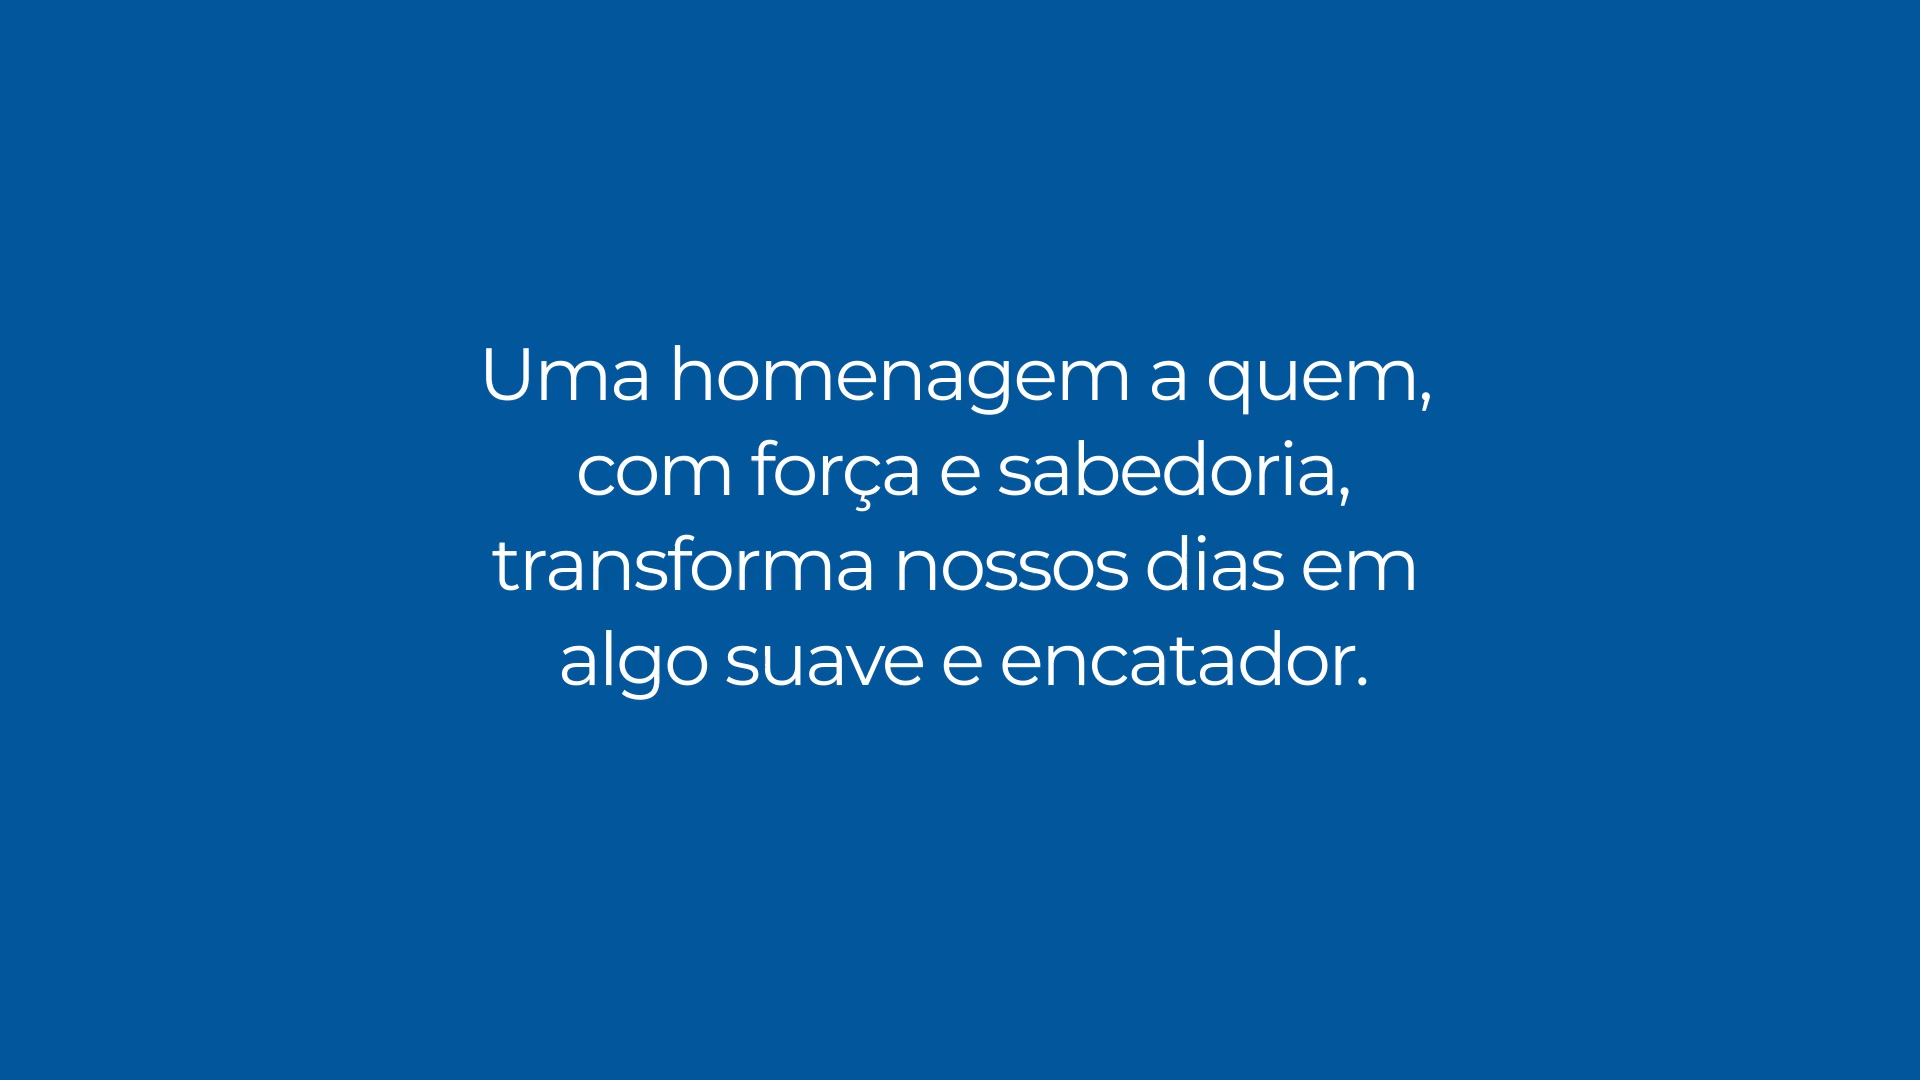 Uma homenagem a quem,
com força e sabedoria,
transforma nossos dias em
algo suave e encatador.